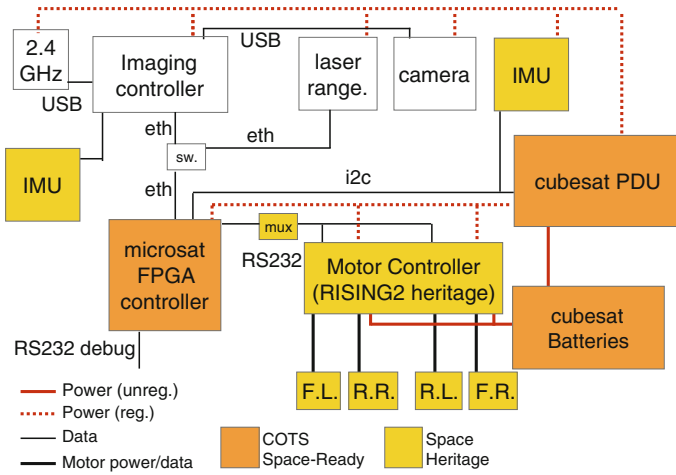 2.4
GHz
Imaging
controller
USB
laser
range.
camera
IMU
USB
eth
eth
sw.
IMU
eth
i2c
cubesat PDU
microsat
FPGA
controller
mux
RS232
Motor Controller
(RISING2 heritage)
cubesat
Batteries
RS232 debug
F.L.
R.R.
R.L.
F.R.
Power (unreg.)
Power (reg.)
Data
Motor power/data
COTS
Space-Ready
Space
Heritage